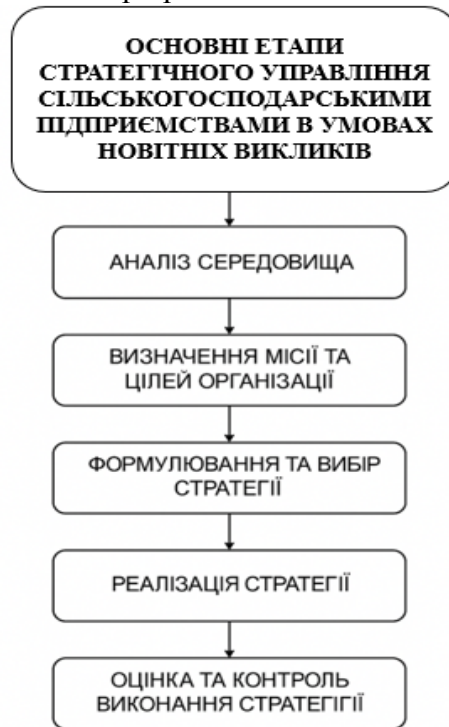 ОСНОВНІ ЕТАПИ
СТРАТЕГІЧНОГО УПРАВЛІННЯ
СІЛЬСЬКОГОСПОДАРСЬКИМИ
ПІДПРИЄМСТВАМИ В УМОВАХ
НОВІТНІХ ВИКЛИКІВ
АНАЛІЗ СЕРЕДОВИЩА
ВИЗНАЧЕННЯ МІСІЇ ТА
ЦІЛЕЙ ОРГАНІЗАЦІЇ
ФОРМУЛЮВАННЯ ТА ВИБІР
СТРАТЕГІЇ
РЕАЛІЗАЦІЯ СТРАТЕГІЇ
ОЦІНКА ТА КОНТРОЛЬ
ВИКОНАННЯ СТРАТЕГІГІЇ